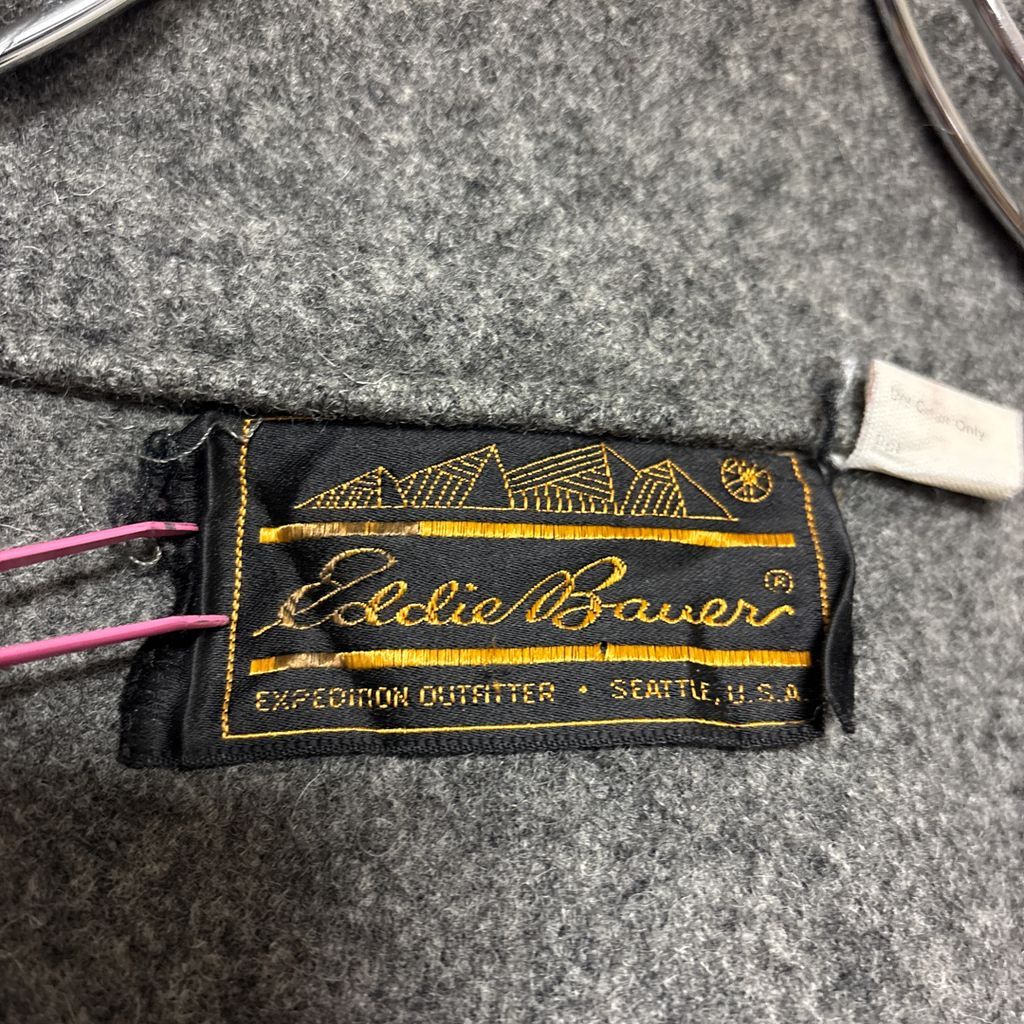 Eddie Bauer ®
EXPEDITION OUTFITTER • SEATTLE, U.S.A.
Dry Clean Only